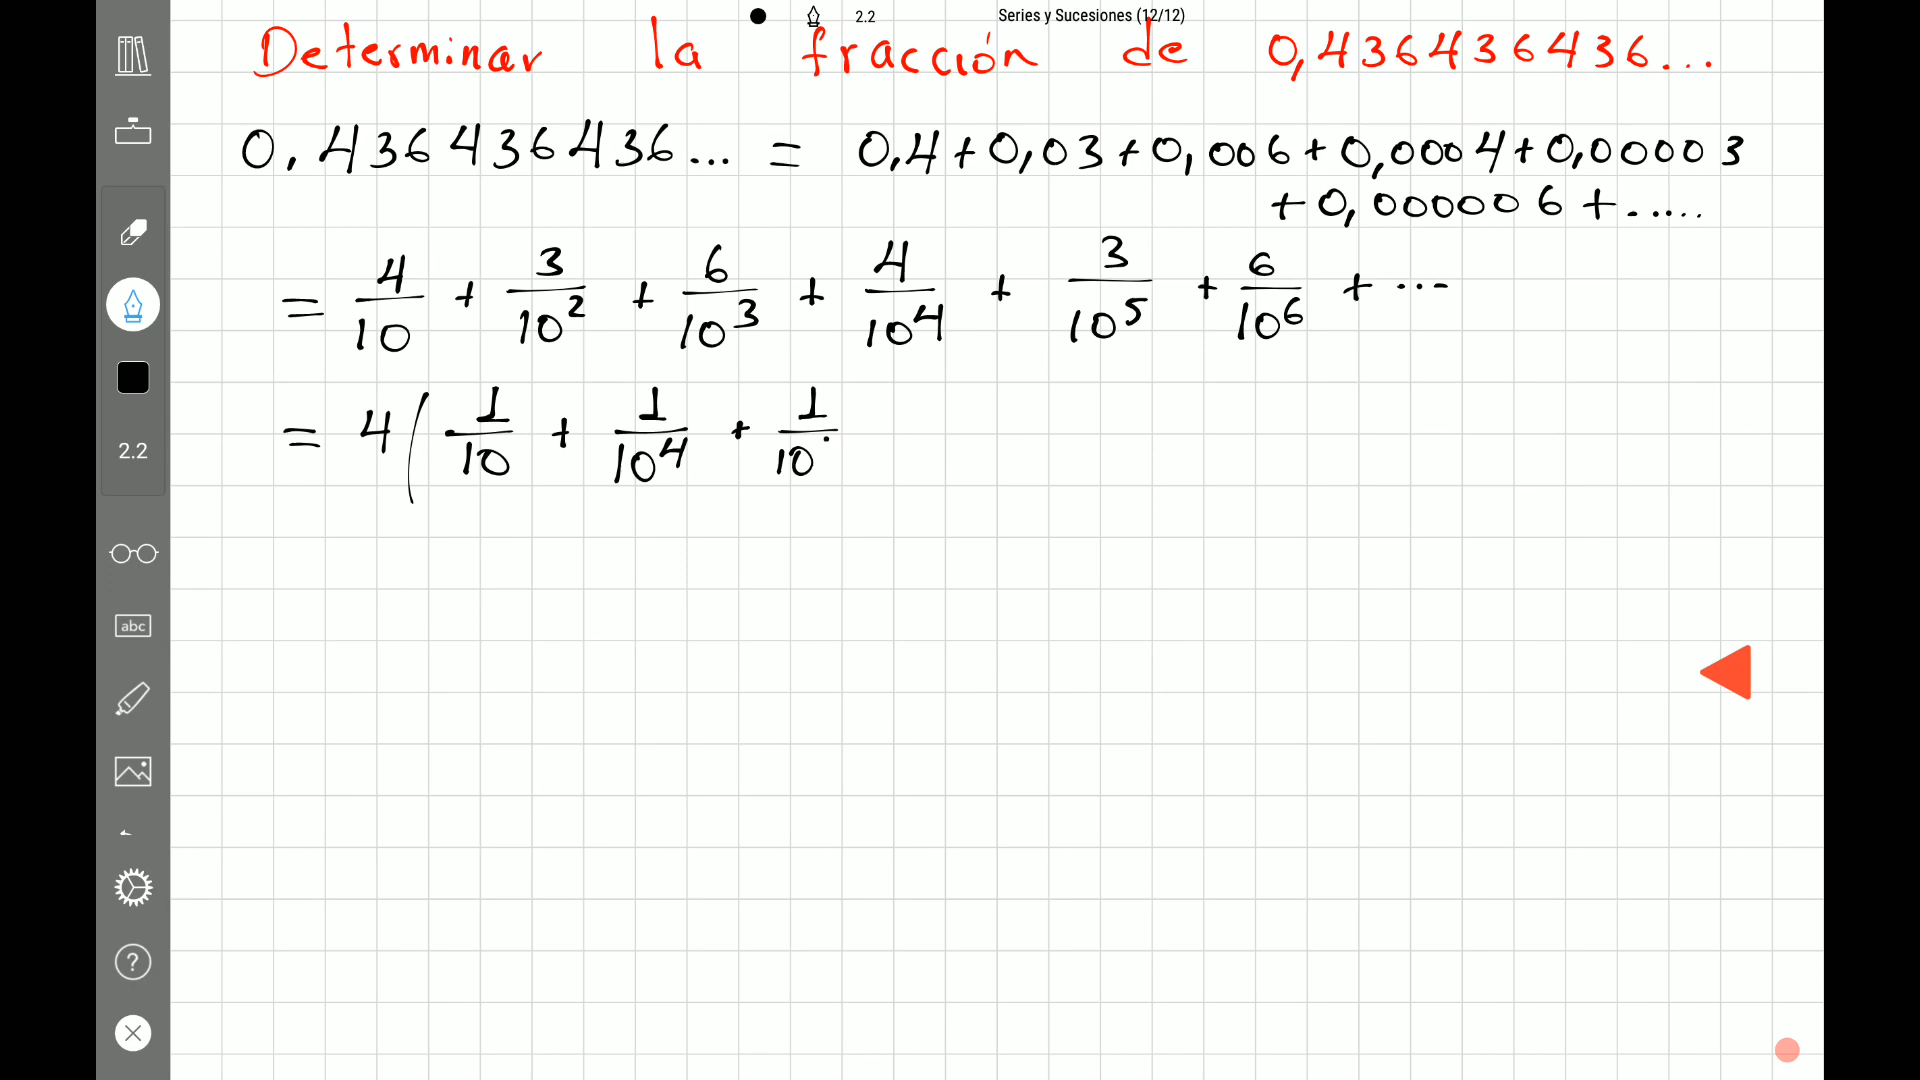 2.2 Series y Sucesiones (12/12)
Determinar la fracción de 0,436436436...
0,436436436... = 0,4+0,03+0,006+0,0004+0,00003
+0,000006+.....
= 4/10 + 3/10² + 6/10³ + 4/10⁴ + 3/10⁵ + 6/10⁶ + ...
= 4(1/10 + 1/10⁴ + 1/10
2.2
abc